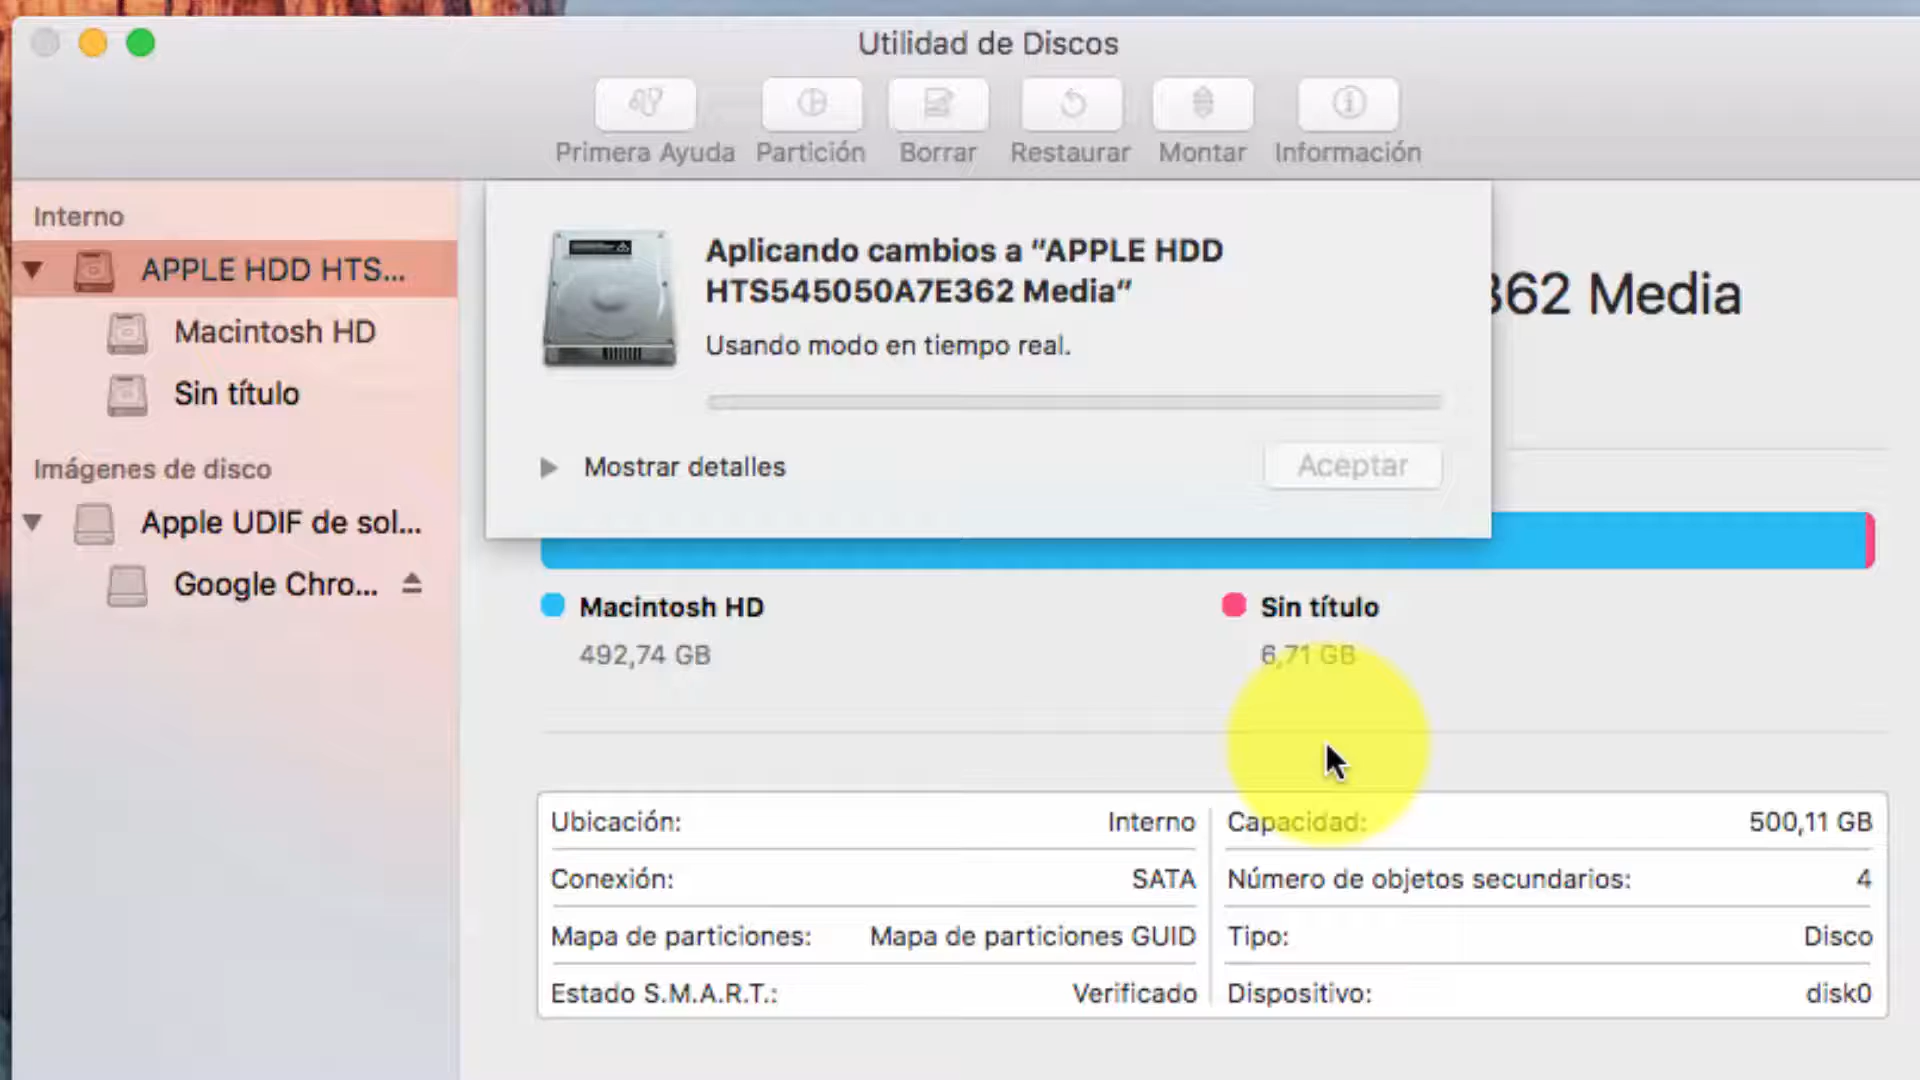 Utilidad de Discos
Primera Ayuda Partición Borrar Restaurar Montar Información
Interno
APPLE HDD HTS...
Macintosh HD
Sin título
Imágenes de disco
Apple UDIF de sol...
Google Chro...
Aplicando cambios a “APPLE HDD
HTS545050A7E362 Media”
Usando modo en tiempo real.
Mostrar detalles
Aceptar
362 Media
Macintosh HD
492,74 GB
Sin título
6,71 GB
Ubicación: Interno
Capacidad: 500,11 GB
Conexión: SATA
Número de objetos secundarios: 4
Mapa de particiones: Mapa de particiones GUID
Tipo: Disco
Estado S.M.A.R.T.: Verificado
Dispositivo: disk0